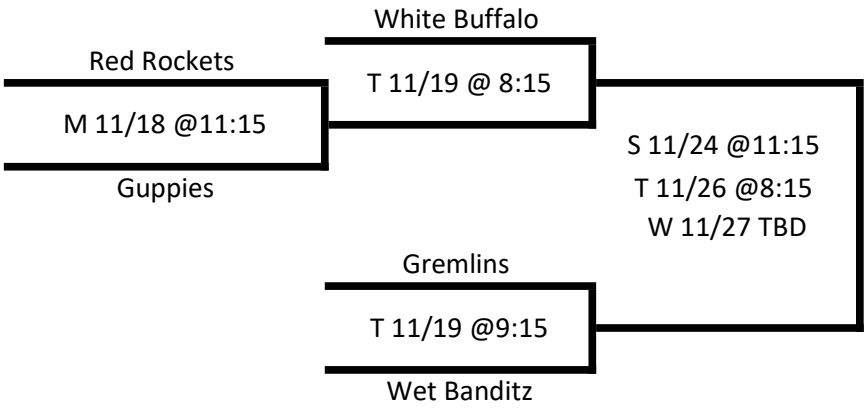 White Buffalo
Red Rockets
T 11/19 @ 8:15
M 11/18 @11:15
S 11/24 @11:15
T 11/26 @8:15
Guppies
W 11/27 TBD
Gremlins
T 11/19 @9:15
Wet Banditz